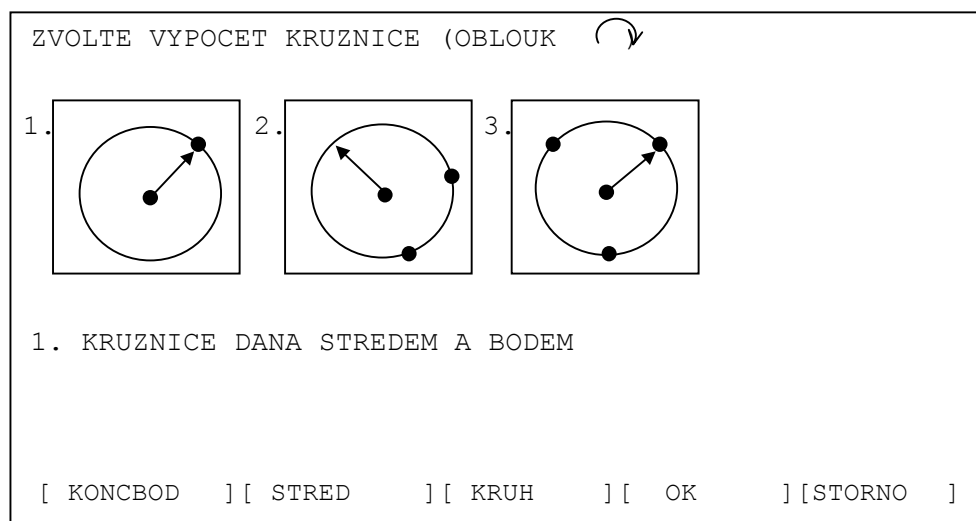 ZVOLTE VYPOCET KRUZNICE (OBLOUK )
1. 2. 3.
1. KRUZNICE DANA STREDEM A BODEM
[ KONCBOD ][ STRED ][ KRUH ][ OK ][STORNO ]